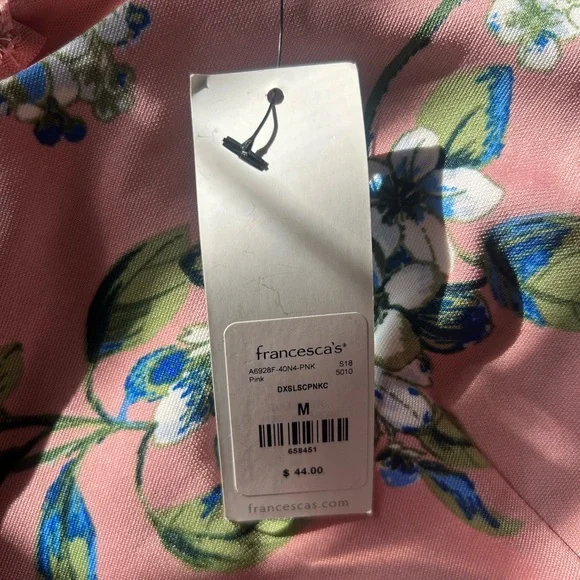 francesca's®
A6928F-40N4-PNK S18
Pink 5010
DXSLSCPNKC
M
658451
$ 44.00
francescas.com